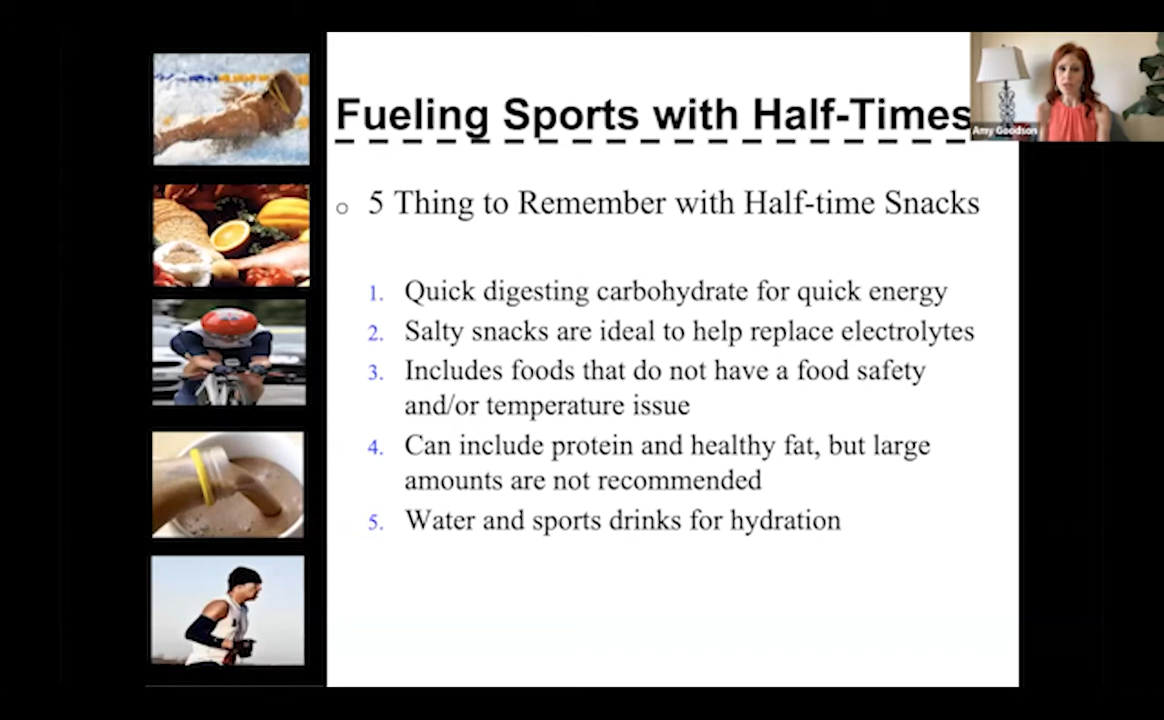 Fueling Sports with Half-Times
Amy Goodson
o 5 Thing to Remember with Half-time Snacks
1. Quick digesting carbohydrate for quick energy
2. Salty snacks are ideal to help replace electrolytes
3. Includes foods that do not have a food safety
and/or temperature issue
4. Can include protein and healthy fat, but large
amounts are not recommended
5. Water and sports drinks for hydration